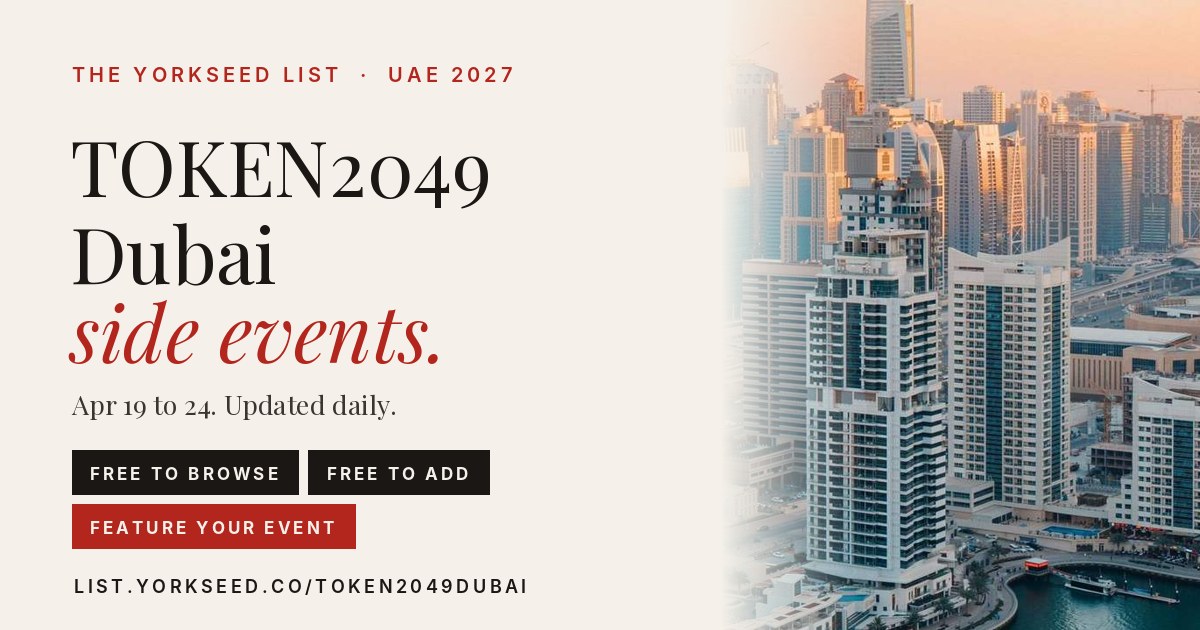 THE YORKSEED LIST · UAE 2027
TOKEN2049
Dubai
side events.
Apr 19 to 24. Updated daily.
FREE TO BROWSE FREE TO ADD
FEATURE YOUR EVENT
LIST.YORKSEED.CO/TOKEN2049DUBAI